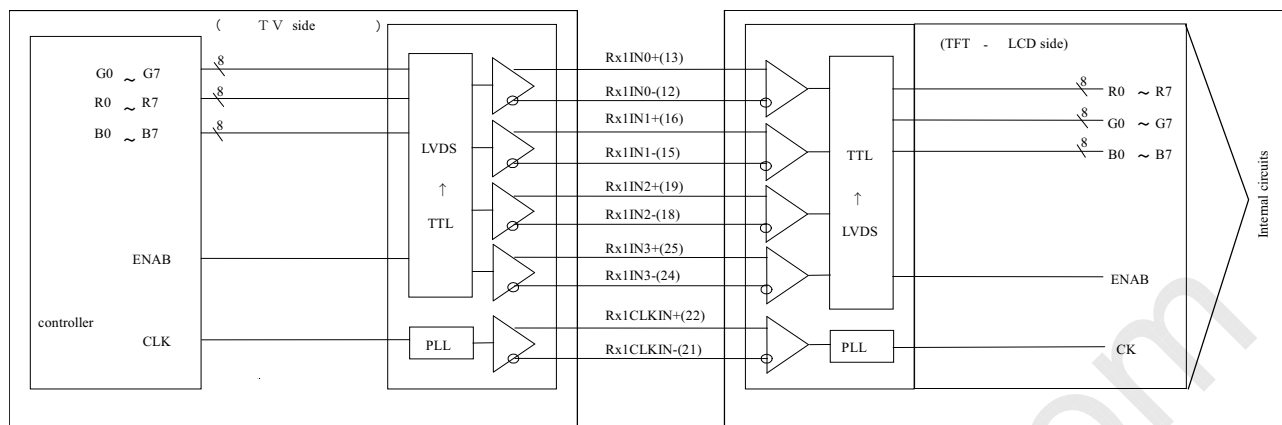 ( TV side )
(TFT - LCD side)
G0 ~ G7
8
R0 ~ R7
8
B0 ~ B7
8
ENAB
controller
CLK
LVDS
↑
TTL
PLL
Rx1IN0+(13)
Rx1IN0-(12)
Rx1IN1+(16)
Rx1IN1-(15)
Rx1IN2+(19)
Rx1IN2-(18)
Rx1IN3+(25)
Rx1IN3-(24)
Rx1CLKIN+(22)
Rx1CLKIN-(21)
TTL
↑
LVDS
PLL
8
R0 ~ R7
8
G0 ~ G7
8
B0 ~ B7
ENAB
CK
Internal circuits
om